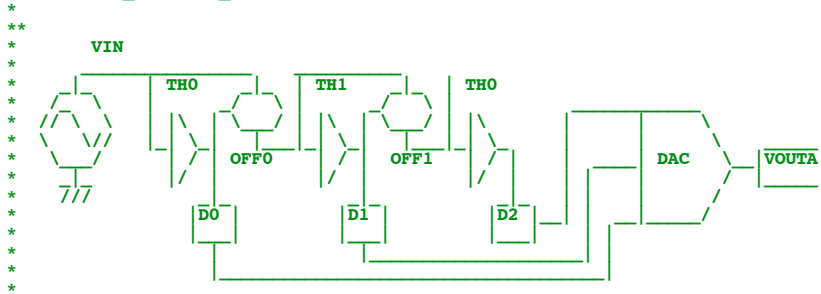 VIN
TH0 TH1 TH0
OFF0 OFF1 DAC VOUTA
D0 D1 D2